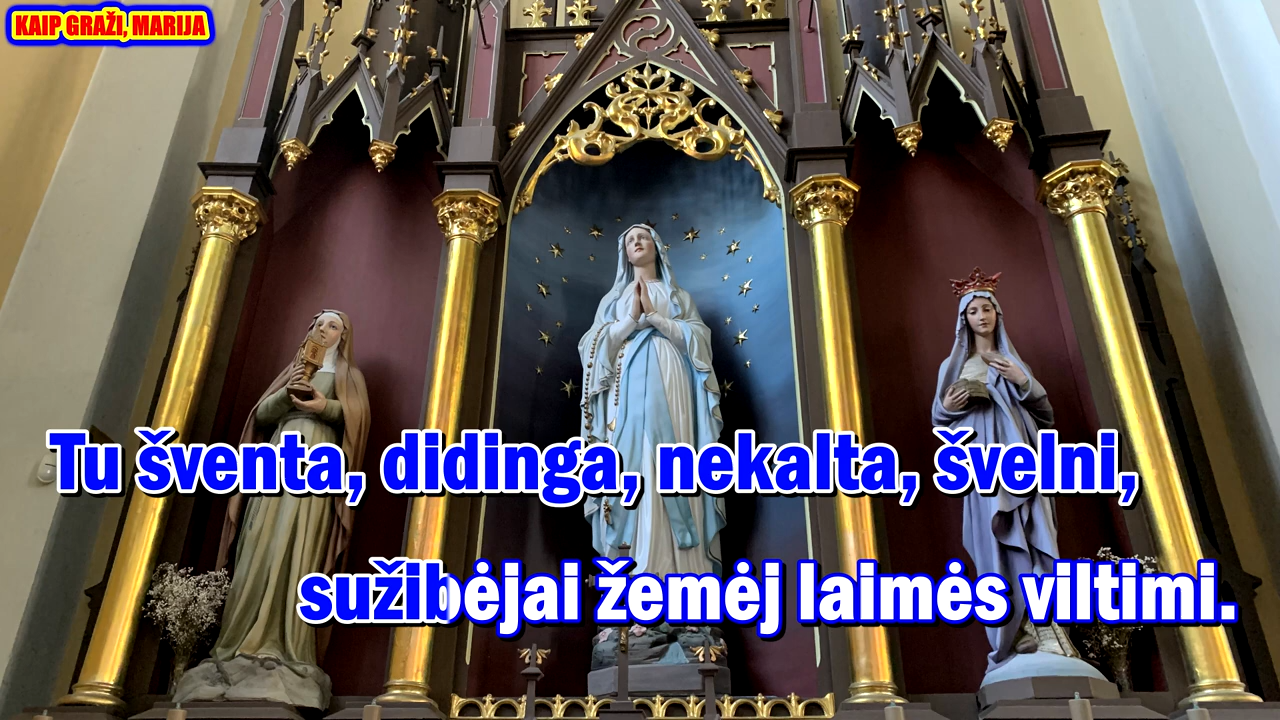 KAIP GRAŽI, MARIJA
Tu šventa, didinga, nekalta, švelni,
sužibėjai žemėj laimės viltimi.